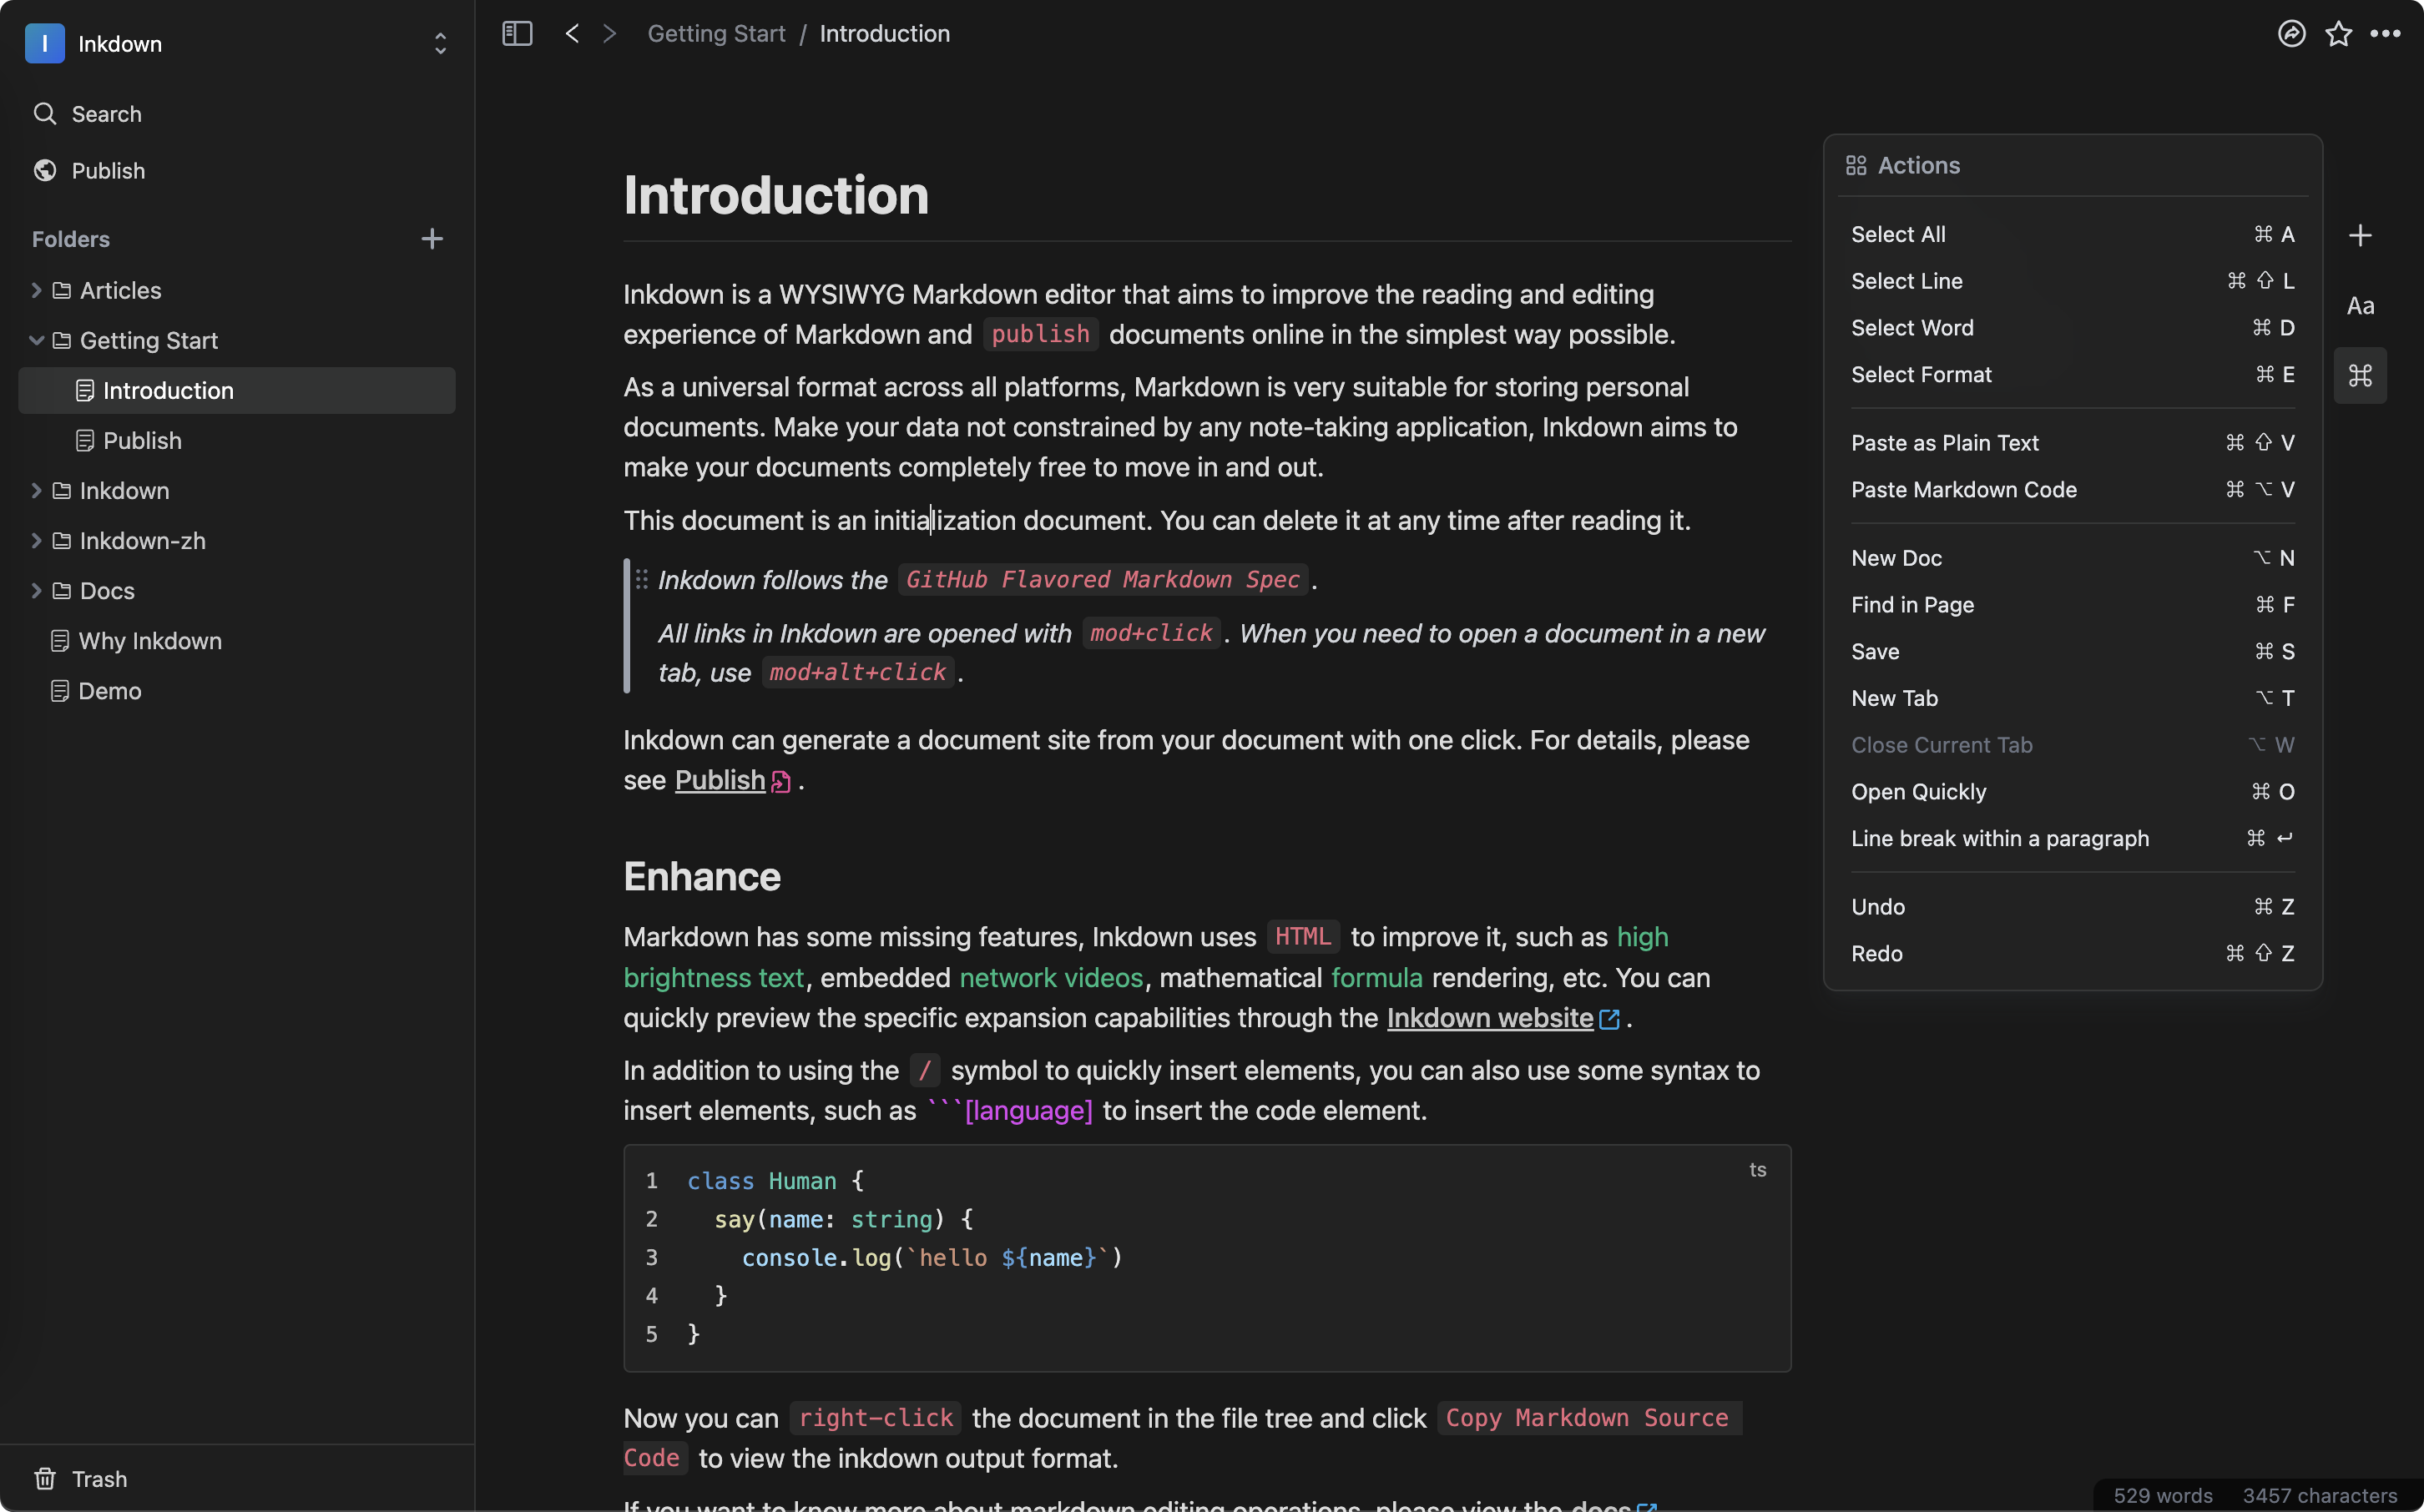 I Inkdown
Search
Publish
Folders
Articles
Getting Start
Introduction
Publish
Inkdown
Inkdown-zh
Docs
Why Inkdown
Demo
Trash
Getting Start / Introduction
Introduction
Inkdown is a WYSIWYG Markdown editor that aims to improve the reading and editing
experience of Markdown and publish documents online in the simplest way possible.
As a universal format across all platforms, Markdown is very suitable for storing personal
documents. Make your data not constrained by any note-taking application, Inkdown aims to
make your documents completely free to move in and out.
This document is an initialization document. You can delete it at any time after reading it.
Inkdown follows the GitHub Flavored Markdown Spec .
All links in Inkdown are opened with mod+click . When you need to open a document in a new
tab, use mod+alt+click .
Inkdown can generate a document site from your document with one click. For details, please
see Publish .
Enhance
Markdown has some missing features, Inkdown uses HTML to improve it, such as high
brightness text, embedded network videos, mathematical formula rendering, etc. You can
quickly preview the specific expansion capabilities through the Inkdown website .
In addition to using the / symbol to quickly insert elements, you can also use some syntax to
insert elements, such as ```[language] to insert the code element.
ts
1 class Human {
2   say(name: string) {
3     console.log(`hello ${name}`)
4   }
5 }
Now you can right-click the document in the file tree and click Copy Markdown Source
Code to view the inkdown output format.
If you want to know more about markdown editing operations, please view the docs
Actions
Select All ⌘ A
Select Line ⌘ ⇧ L
Select Word ⌘ D
Select Format ⌘ E
Paste as Plain Text ⌘ ⇧ V
Paste Markdown Code ⌘ ⌥ V
New Doc ⌥ N
Find in Page ⌘ F
Save ⌘ S
New Tab ⌥ T
Close Current Tab ⌥ W
Open Quickly ⌘ O
Line break within a paragraph ⌘ ↩
Undo ⌘ Z
Redo ⌘ ⇧ Z
Aa
⌘
529 words 3457 characters